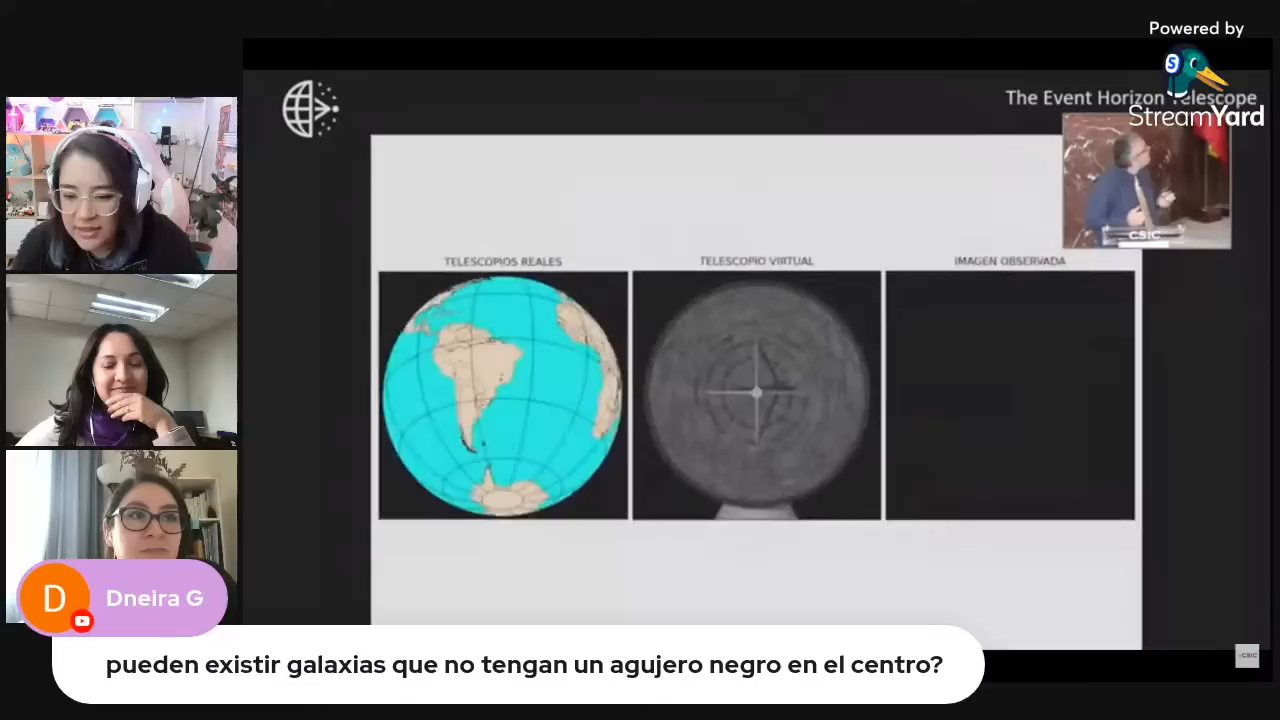 Powered by
StreamYard
The Event Horizon Telescope
CSIC
TELESCOPIOS REALES
TELESCOPIO VIRTUAL
IMAGEN OBSERVADA
D
Dneira G
pueden existir galaxias que no tengan un agujero negro en el centro?
CSIC